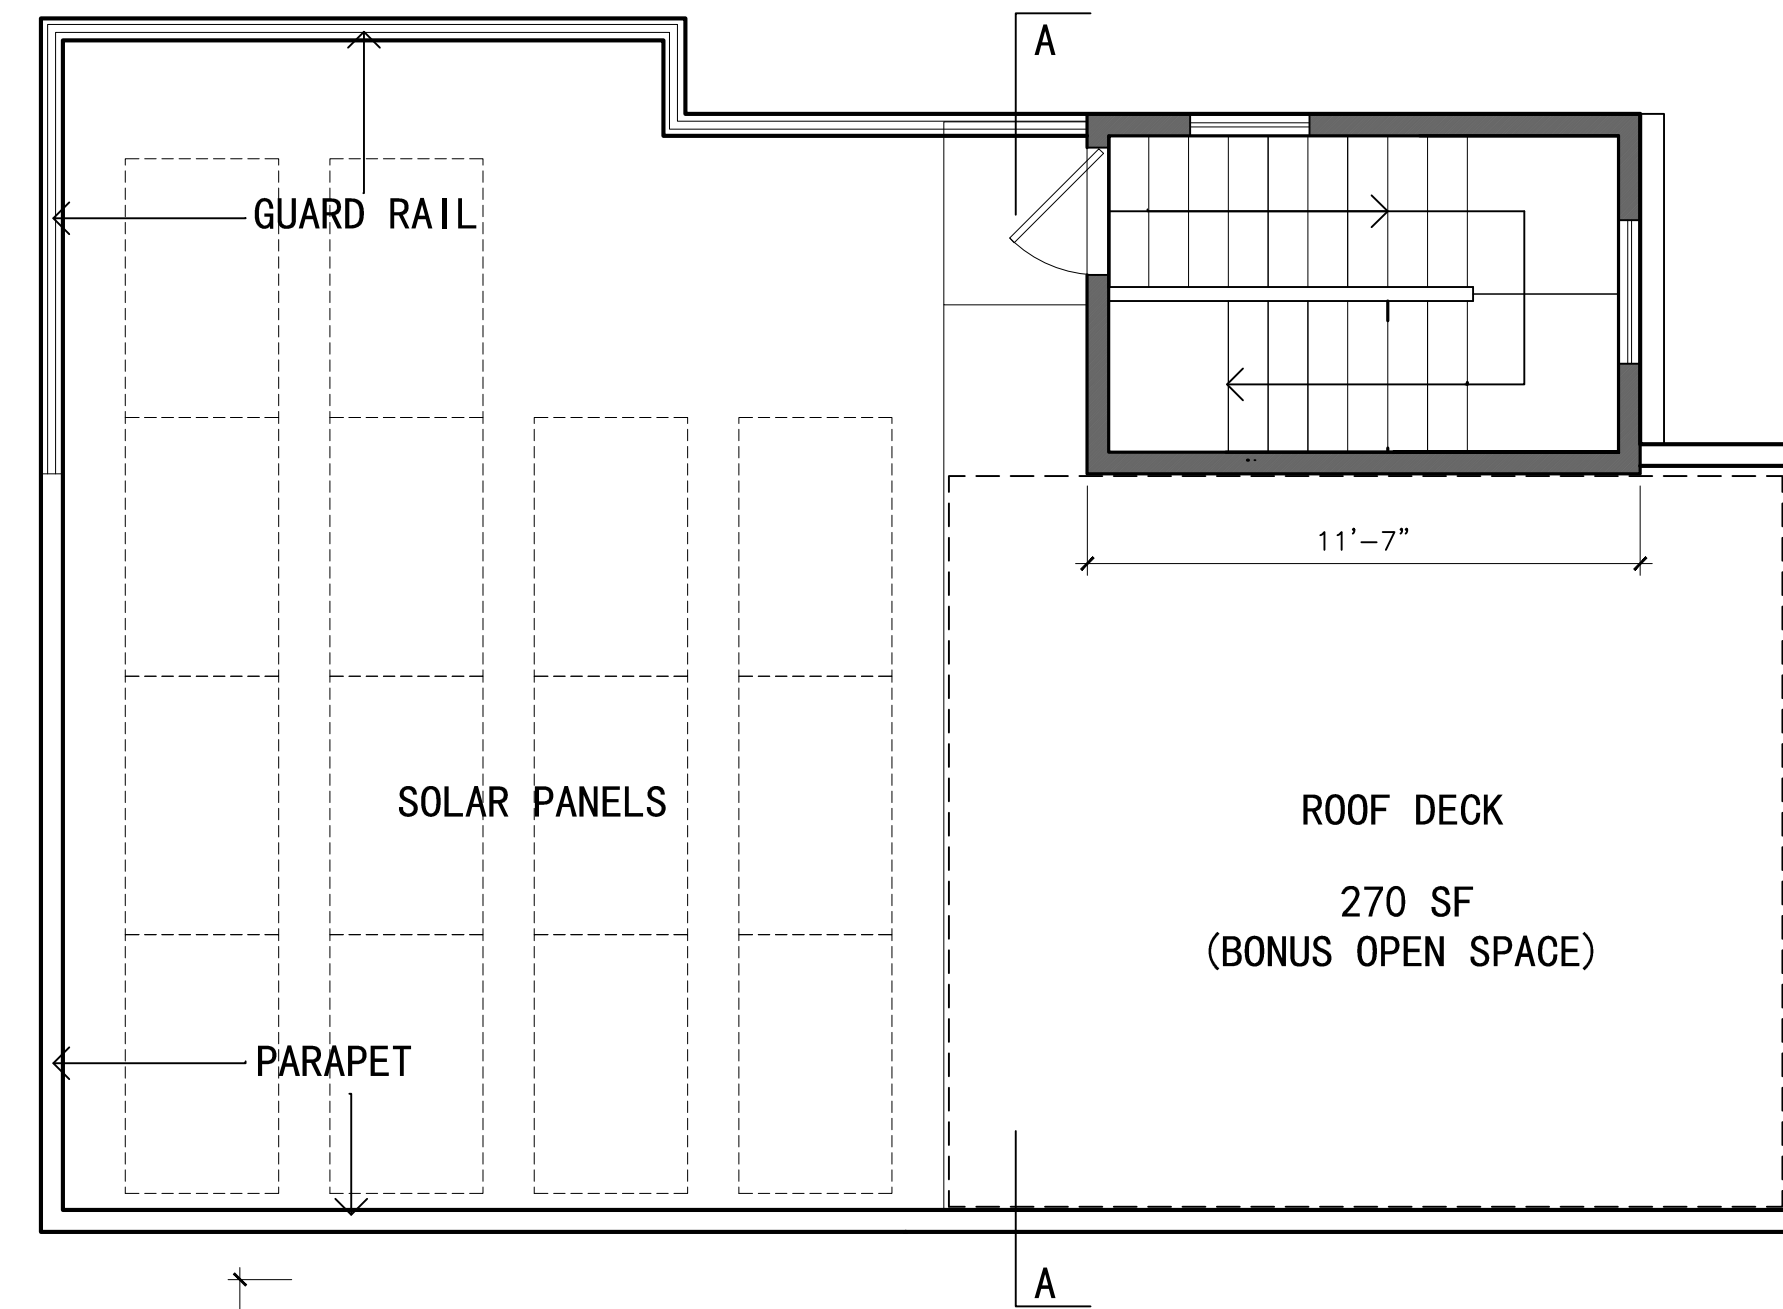 A
GUARD RAIL
11'-7"
SOLAR PANELS
ROOF DECK
270 SF
(BONUS OPEN SPACE)
PARAPET
A